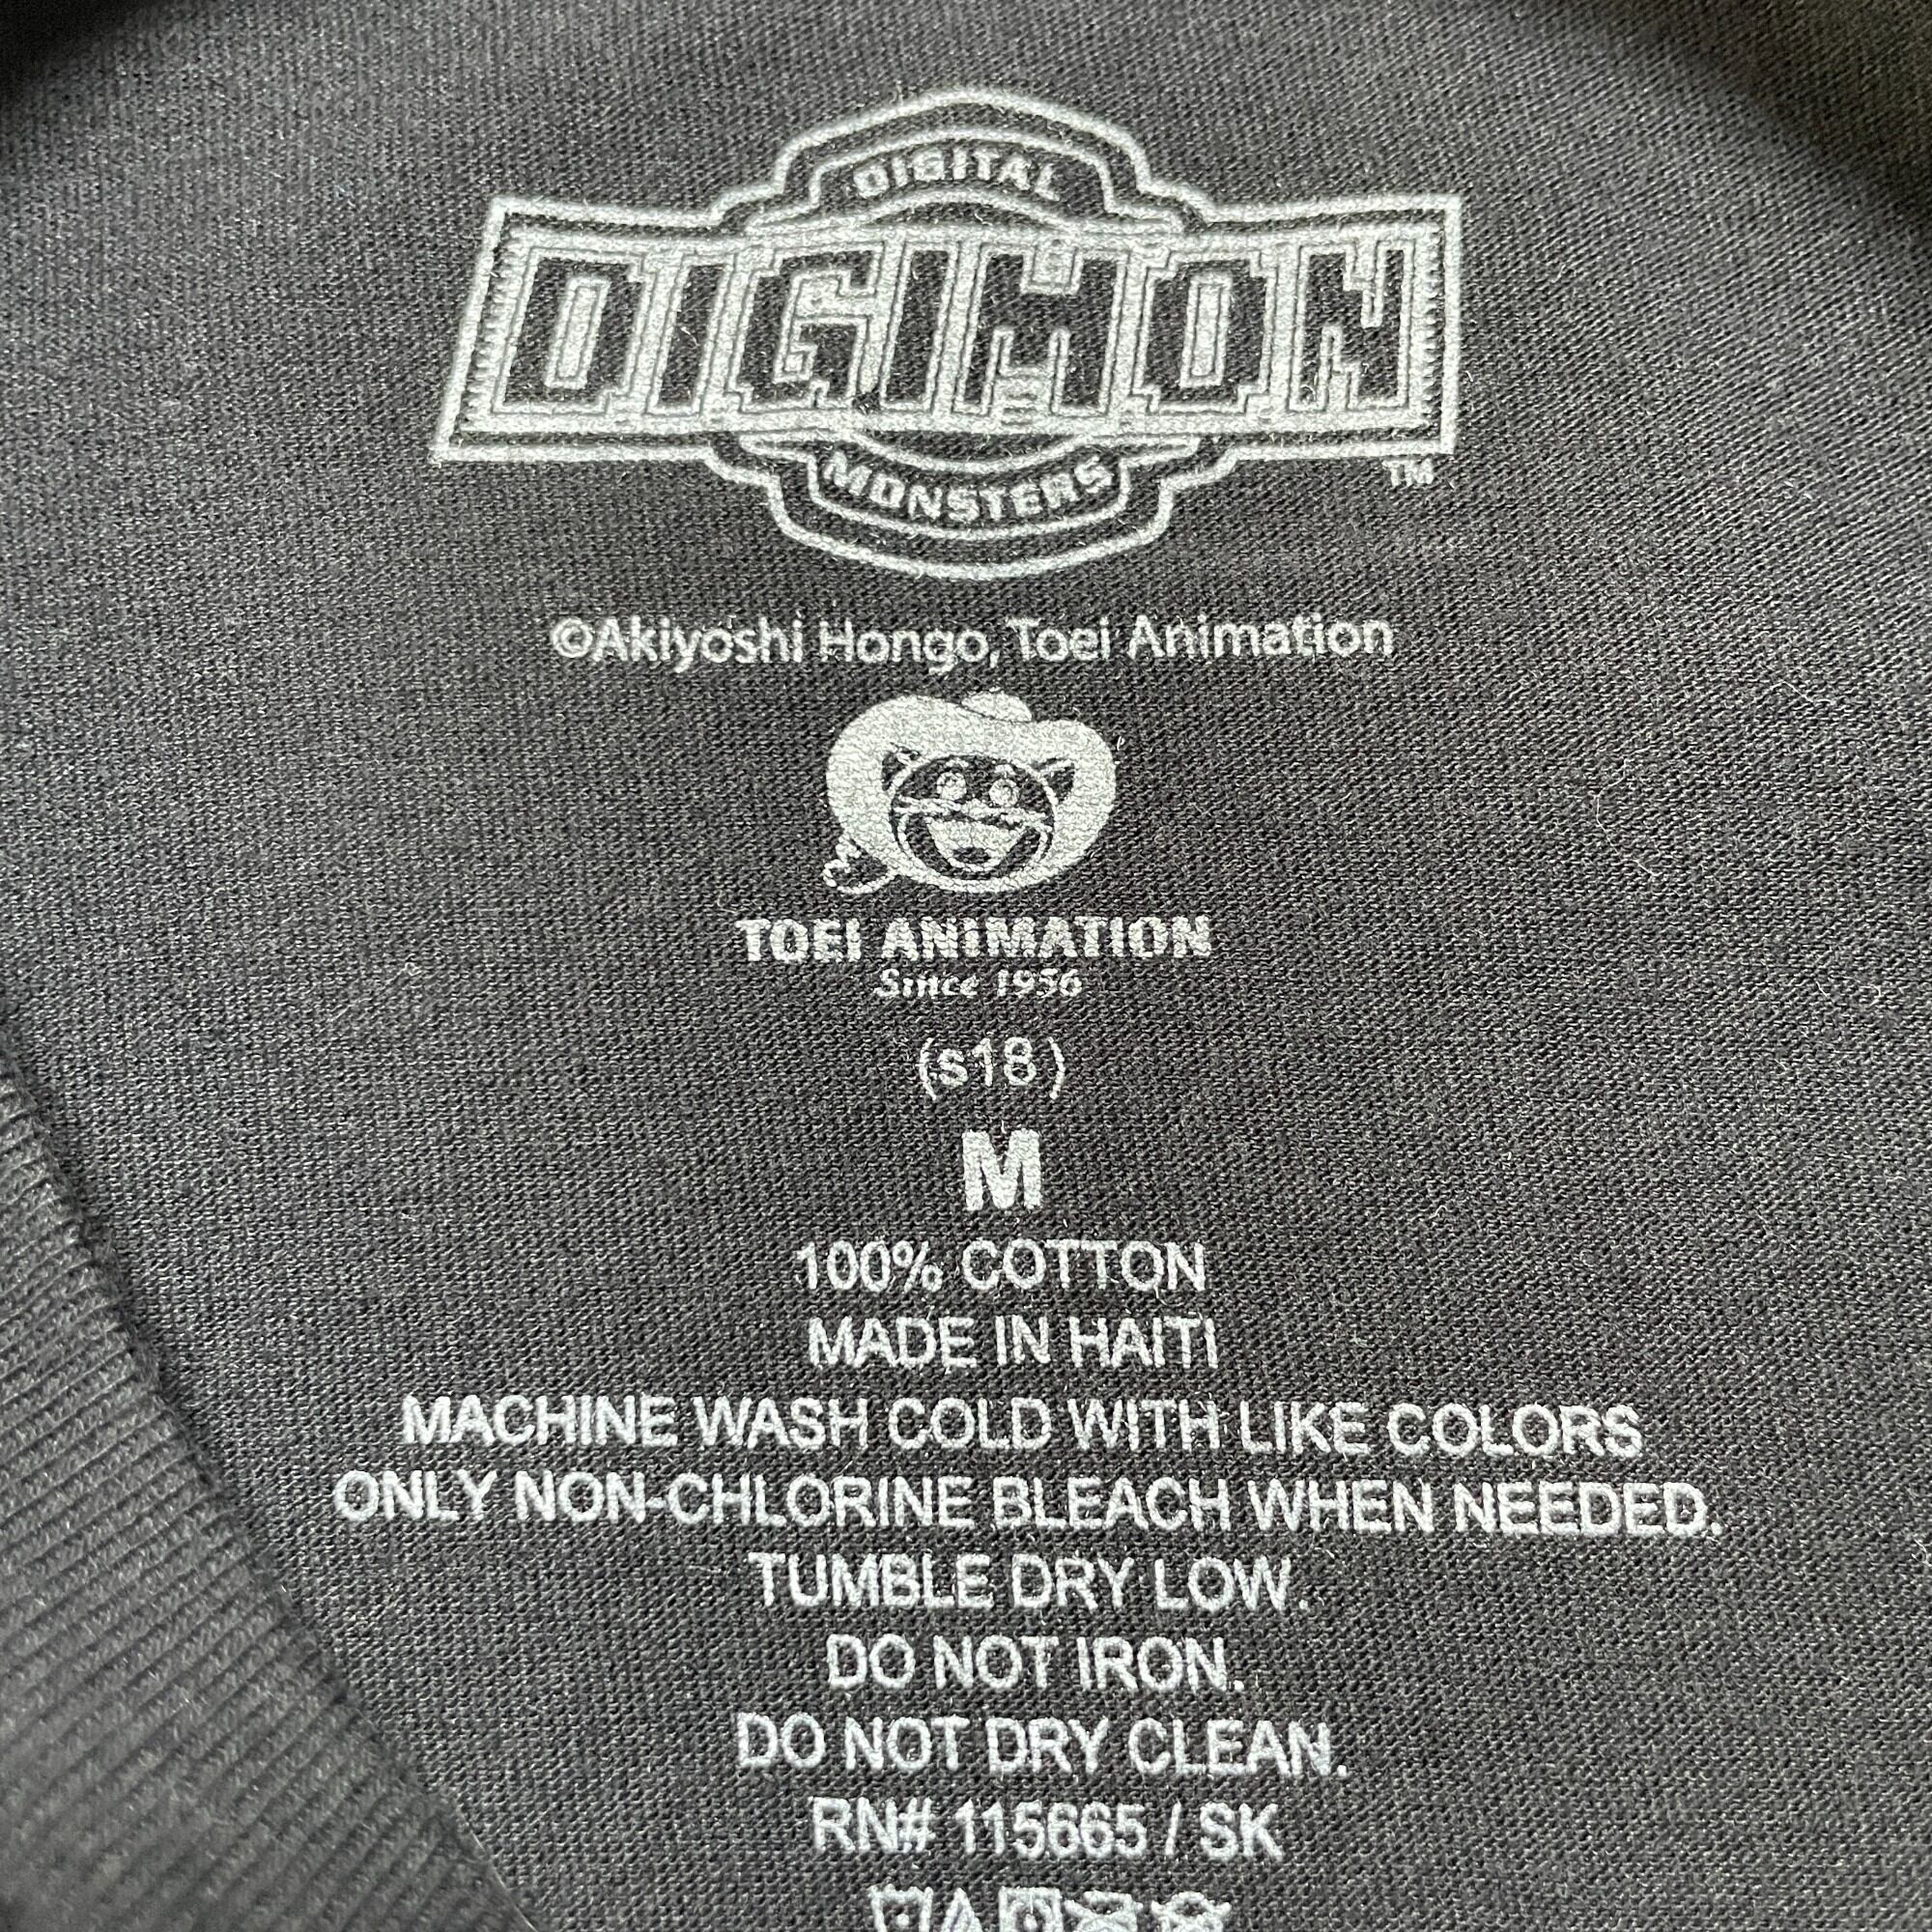 DIGITAL
DIGIMON
MONSTERS
TM
©Akiyoshi Hongo, Toei Animation
TOEI ANIMATION
Since 1956
(s18)
M
100% COTTON
MADE IN HAITI
MACHINE WASH COLD WITH LIKE COLORS
ONLY NON-CHLORINE BLEACH WHEN NEEDED.
TUMBLE DRY LOW.
DO NOT IRON.
DO NOT DRY CLEAN.
RN# 115665 / SK